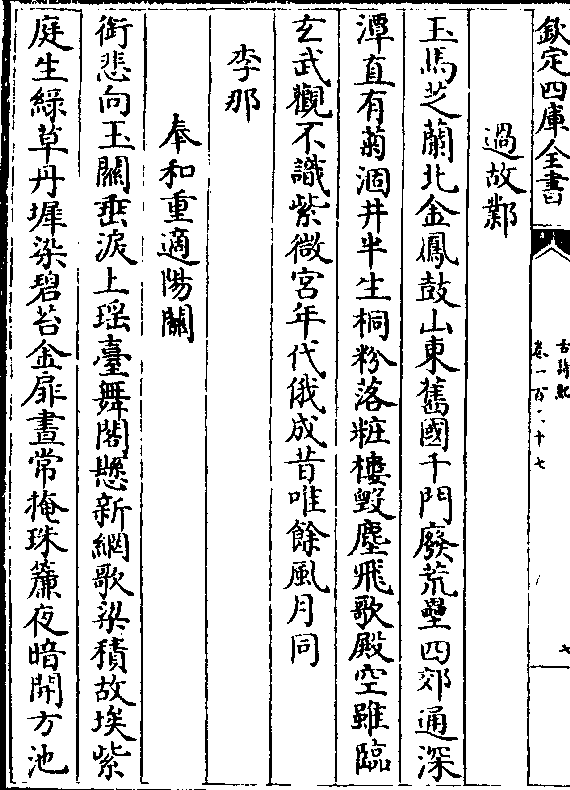 欽定四庫全書
古詩紀
卷一百十七
七
過故鄴
玉馬芝蘭北金鳳鼓山東舊國千門廢荒壘四郊通深
潭直有菊涸井半生桐粉落粧樓毀塵飛歌殿空雖臨
玄武觀不識紫微宮年代俄成昔唯餘風月同
李那
奉和重適陽關
銜悲向玉關垂淚上瑶臺舞閣懸新網歌梁積故埃紫
庭生綠草丹墀染碧苔金扉晝常掩珠簾夜暗開方池